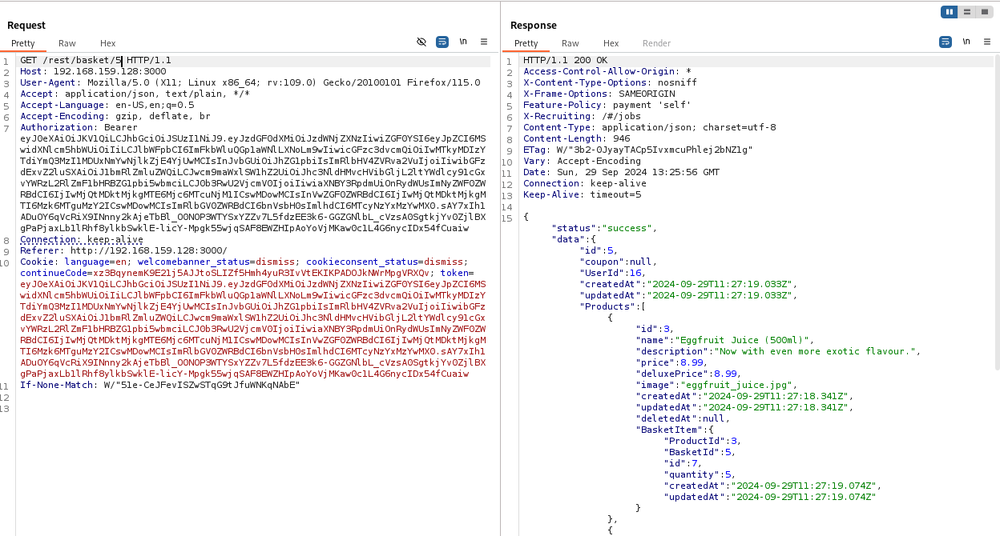 Request
Pretty Raw Hex \n
1 GET /rest/basket/5 HTTP/1.1
2 Host: 192.168.159.128:3000
3 User-Agent: Mozilla/5.0 (X11; Linux x86_64; rv:109.0) Gecko/20100101 Firefox/115.0
4 Accept: application/json, text/plain, */*
5 Accept-Language: en-US,en;q=0.5
6 Accept-Encoding: gzip, deflate, br
7 Authorization: Bearer
eyJ0eXAiOiJKV1QiLCJhbGciOiJSUzI1NiJ9.eyJzdGF0dXMiOiJzdWNjZXNzIiwiZGF0YSI6eyJpZCI6MS
widXNlcm5hbWUiOiIiLCJlbWFpbCI6ImFkbWluQGp1aWNlLXNoLm9wIiwicGFzc3dvcmQiOiIwMTkyMDIzY
TdiYmQ3MzI1MDUxNmYwNjlkZjE4YjUwMCIsInJvbGUiOiJhZG1pbiIsImRlbHV4ZVRva2VuIjoiIiwibGFz
dExvZ2luSXAiOiJ1bmRlZmluZWQiLCJwcm9maWxlSW1hZ2UiOiJhc3NldHMvcHVibGljL2ltYWdlcy91cGx
vYWRzL2RlZmF1bHRBZG1pbi5wbmciLCJ0b3RwU2VjcmV0IjoiIiwiaXNBY3RpdmUiOnRydWUsImNyZWF0ZW
RBdCI6IjIwMjQtMDktMjkgMTE6Mjc6MTcuNjM1ICswMDowMCIsInVwZGF0ZWRBdCI6IjIwMjQtMDktMjkgM
TI6Mzk6MTguMzY2ICswMDowMCIsImRlbGV0ZWRBdCI6bnVsbH0sImlhdCI6MTcyNzYxMzYwMX0.sAY7xIh1
ADuOY6qVcRiX9INnny2kAjeTbBl_OON0P3WTYSxYZZv7L5fdzEE3k6-GGZGNlbL_cVzsA0SgtkjYv0ZjlBX
gPaPjaxLb1lRhf8ylkbSwklE-licY-Mpgk55wjqSAF8EWZHIpAoYoVjMKaw0c1L4G6nycIDx54fCuaiw
8 Connection: keep-alive
9 Referer: http://192.168.159.128:3000/
10 Cookie: language=en; welcomebanner_status=dismiss; cookieconsent_status=dismiss;
continueCode=xz3BqynemK9E21j5AJJtoSLIZf5Hmh4yuR3IvVtEKIKPADOJkNWrMpgVRXQv; token=
eyJ0eXAiOiJKV1QiLCJhbGciOiJSUzI1NiJ9.eyJzdGF0dXMiOiJzdWNjZXNzIiwiZGF0YSI6eyJpZCI6MS
widXNlcm5hbWUiOiIiLCJlbWFpbCI6ImFkbWluQGp1aWNlLXNoLm9wIiwicGFzc3dvcmQiOiIwMTkyMDIzY
TdiYmQ3MzI1MDUxNmYwNjlkZjE4YjUwMCIsInJvbGUiOiJhZG1pbiIsImRlbHV4ZVRva2VuIjoiIiwibGFz
dExvZ2luSXAiOiJ1bmRlZmluZWQiLCJwcm9maWxlSW1hZ2UiOiJhc3NldHMvcHVibGljL2ltYWdlcy91cGx
vYWRzL2RlZmF1bHRBZG1pbi5wbmciLCJ0b3RwU2VjcmV0IjoiIiwiaXNBY3RpdmUiOnRydWUsImNyZWF0ZW
RBdCI6IjIwMjQtMDktMjkgMTE6Mjc6MTcuNjM1ICswMDowMCIsInVwZGF0ZWRBdCI6IjIwMjQtMDktMjkgM
TI6Mzk6MTguMzY2ICswMDowMCIsImRlbGV0ZWRBdCI6bnVsbH0sImlhdCI6MTcyNzYxMzYwMX0.sAY7xIh1
ADuOY6qVcRiX9INnny2kAjeTbBl_OON0P3WTYSxYZZv7L5fdzEE3k6-GGZGNlbL_cVzsA0SgtkjYv0ZjlBX
gPaPjaxLb1lRhf8ylkbSwklE-licY-Mpgk55wjqSAF8EWZHIpAoYoVjMKaw0c1L4G6nycIDx54fCuaiw
11 If-None-Match: W/"51e-CeJFevISZwSTqG9tJfuWNKqNAbE"
12
13
Response
Pretty Raw Hex Render \n
1 HTTP/1.1 200 OK
2 Access-Control-Allow-Origin: *
3 X-Content-Type-Options: nosniff
4 X-Frame-Options: SAMEORIGIN
5 Feature-Policy: payment 'self'
6 X-Recruiting: /#/jobs
7 Content-Type: application/json; charset=utf-8
8 Content-Length: 946
9 ETag: W/"3b2-0JyayTACp5IvxmcuPhlej2bNZ1g"
10 Vary: Accept-Encoding
11 Date: Sun, 29 Sep 2024 13:25:56 GMT
12 Connection: keep-alive
13 Keep-Alive: timeout=5
14
15 {
"status":"success",
"data":{
"id":5,
"coupon":null,
"UserId":16,
"createdAt":"2024-09-29T11:27:19.033Z",
"updatedAt":"2024-09-29T11:27:19.033Z",
"Products":[
{
"id":3,
"name":"Eggfruit Juice (500ml)",
"description":"Now with even more exotic flavour.",
"price":8.99,
"deluxePrice":8.99,
"image":"eggfruit_juice.jpg",
"createdAt":"2024-09-29T11:27:18.341Z",
"updatedAt":"2024-09-29T11:27:18.341Z",
"deletedAt":null,
"BasketItem":{
"ProductId":3,
"BasketId":5,
"id":7,
"quantity":5,
"createdAt":"2024-09-29T11:27:19.074Z",
"updatedAt":"2024-09-29T11:27:19.074Z"
}
},
{